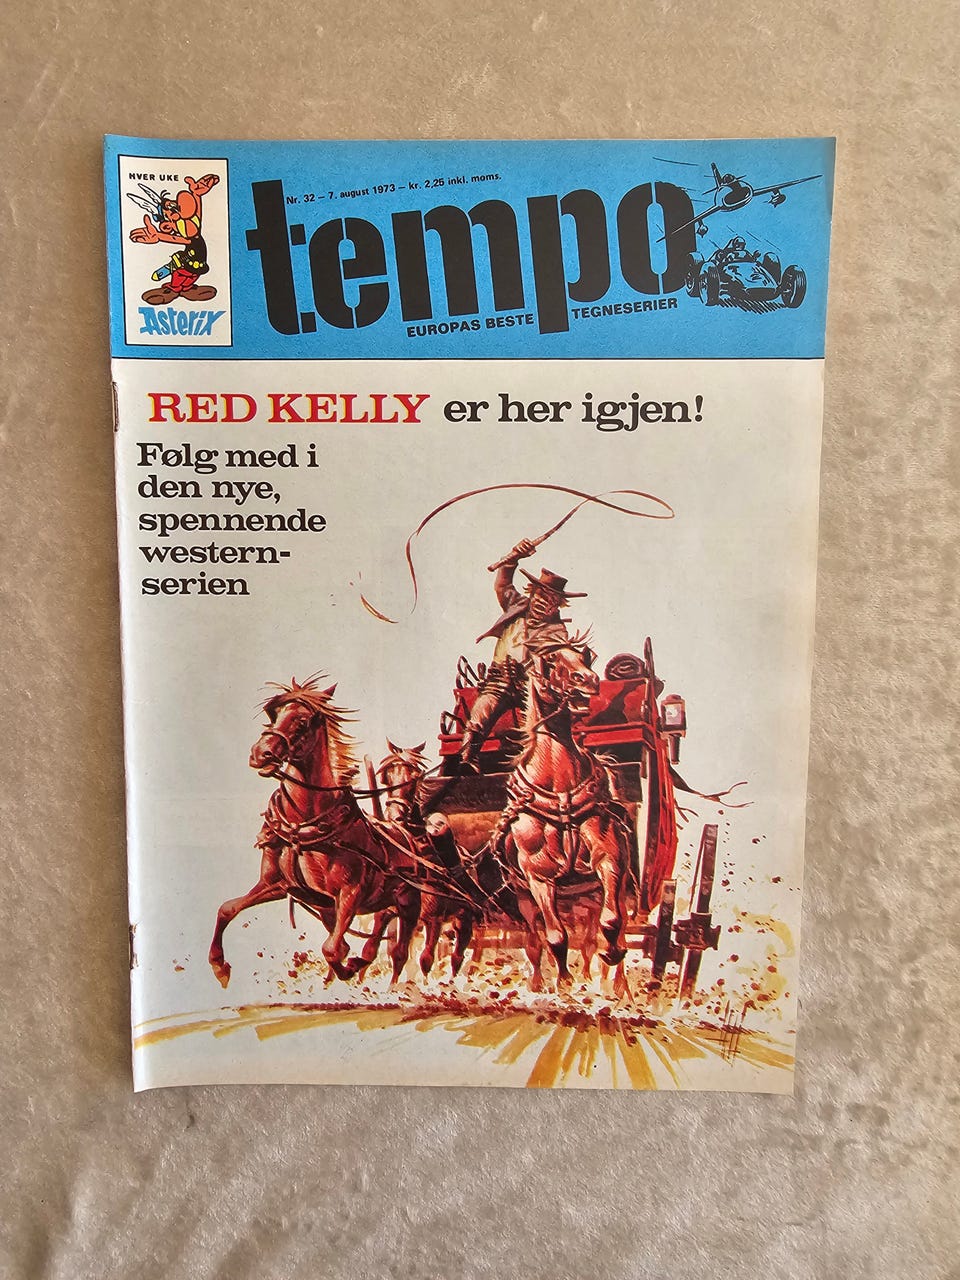 HVER UKE
Asterix
Nr. 32 – 7. august 1973 – kr. 2,25 inkl. moms.
tempo
EUROPAS BESTE TEGNESERIER
RED KELLY er her igjen!
Følg med i
den nye,
spennende
western-
serien